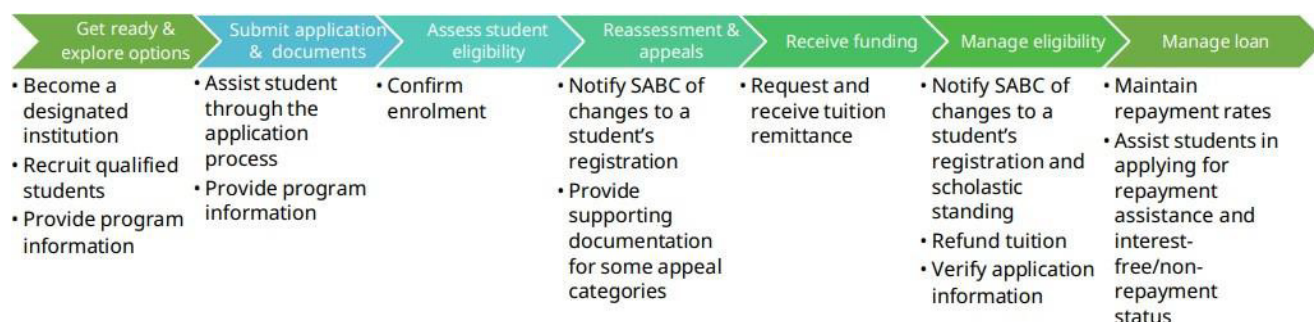 Get ready &
explore options
Submit application
& documents
Assess student
eligibility
Reassessment &
appeals
Receive funding
Manage eligibility
Manage loan
• Become a
designated
institution
• Recruit qualified
students
• Provide program
information
• Assist student
through the
application
process
• Provide program
information
• Confirm
enrolment
• Notify SABC of
changes to a
student's
registration
• Provide
supporting
documentation
for some appeal
categories
• Request and
receive tuition
remittance
• Notify SABC of
changes to a
student's
registration and
scholastic
standing
• Refund tuition
• Verify application
information
• Maintain
repayment rates
• Assist students in
applying for
repayment
assistance and
interest-
free/non-
repayment
status